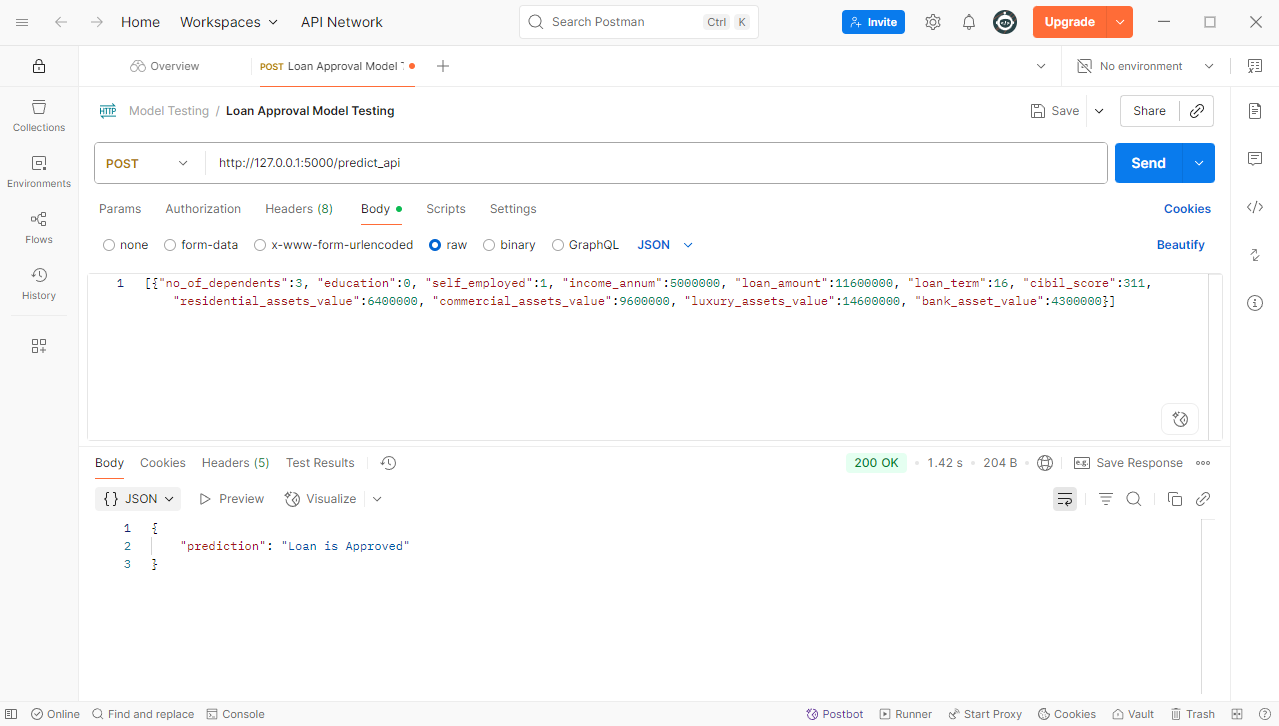 Home Workspaces API Network Search Postman Ctrl K Invite Upgrade
Overview POST Loan Approval Model T No environment
HTTP Model Testing / Loan Approval Model Testing Save Share
Collections
Environments
Flows
History
POST http://127.0.0.1:5000/predict_api Send
Params Authorization Headers (8) Body Scripts Settings Cookies
none form-data x-www-form-urlencoded raw binary GraphQL JSON Beautify
1 [{"no_of_dependents":3, "education":0, "self_employed":1, "income_annum":5000000, "loan_amount":11600000, "loan_term":16, "cibil_score":311,
"residential_assets_value":6400000, "commercial_assets_value":9600000, "luxury_assets_value":14600000, "bank_asset_value":4300000}]
Body Cookies Headers (5) Test Results 200 OK 1.42 s 204 B e.g. Save Response
{} JSON Preview Visualize
1 {
2 "prediction": "Loan is Approved"
3 }
Online Find and replace Console Postbot Runner Start Proxy Cookies Vault Trash